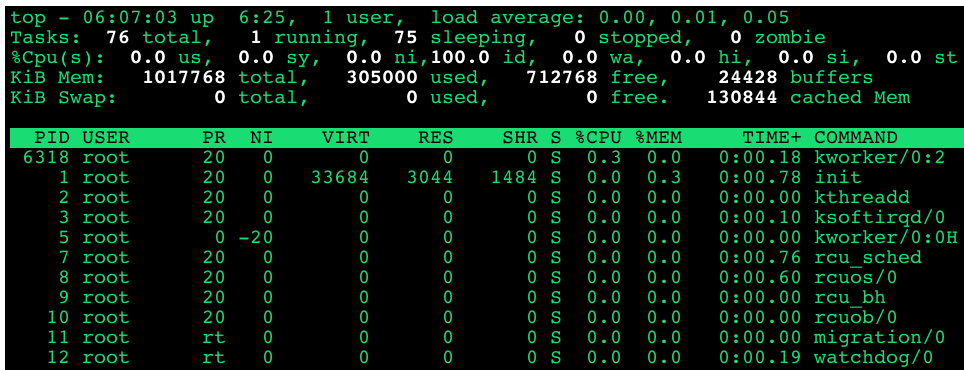 top - 06:07:03 up  6:25,  1 user,  load average: 0.00, 0.01, 0.05
Tasks:  76 total,   1 running,  75 sleeping,   0 stopped,   0 zombie
%Cpu(s):  0.0 us,  0.0 sy,  0.0 ni,100.0 id,  0.0 wa,  0.0 hi,  0.0 si,  0.0 st
KiB Mem:   1017768 total,   305000 used,   712768 free,    24428 buffers
KiB Swap:        0 total,        0 used,        0 free.   130844 cached Mem
  PID USER      PR  NI    VIRT    RES    SHR S %CPU %MEM     TIME+ COMMAND
 6318 root      20   0       0      0      0 S  0.3  0.0   0:00.18 kworker/0:2
    1 root      20   0   33684   3044   1484 S  0.0  0.3   0:00.78 init
    2 root      20   0       0      0      0 S  0.0  0.0   0:00.00 kthreadd
    3 root      20   0       0      0      0 S  0.0  0.0   0:00.10 ksoftirqd/0
    5 root       0 -20       0      0      0 S  0.0  0.0   0:00.00 kworker/0:0H
    7 root      20   0       0      0      0 S  0.0  0.0   0:00.76 rcu_sched
    8 root      20   0       0      0      0 S  0.0  0.0   0:00.60 rcuos/0
    9 root      20   0       0      0      0 S  0.0  0.0   0:00.00 rcu_bh
   10 root      20   0       0      0      0 S  0.0  0.0   0:00.00 rcuob/0
   11 root      rt   0       0      0      0 S  0.0  0.0   0:00.00 migration/0
   12 root      rt   0       0      0      0 S  0.0  0.0   0:00.19 watchdog/0